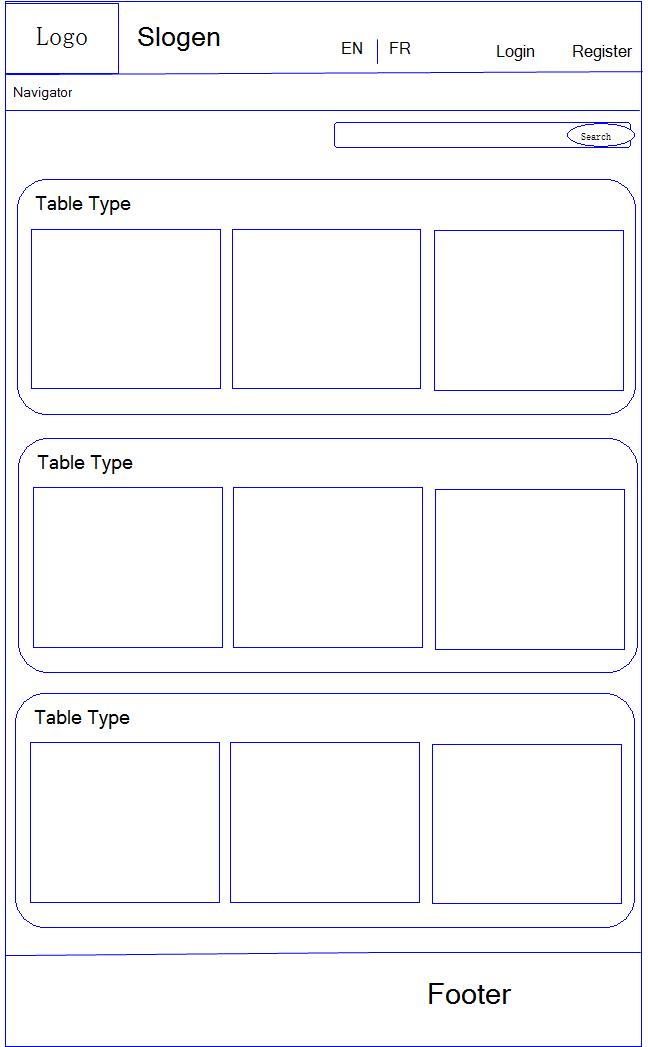 Logo
Slogen
EN
FR
Login
Register
Navigator
Search
Table Type
Table Type
Table Type
Footer